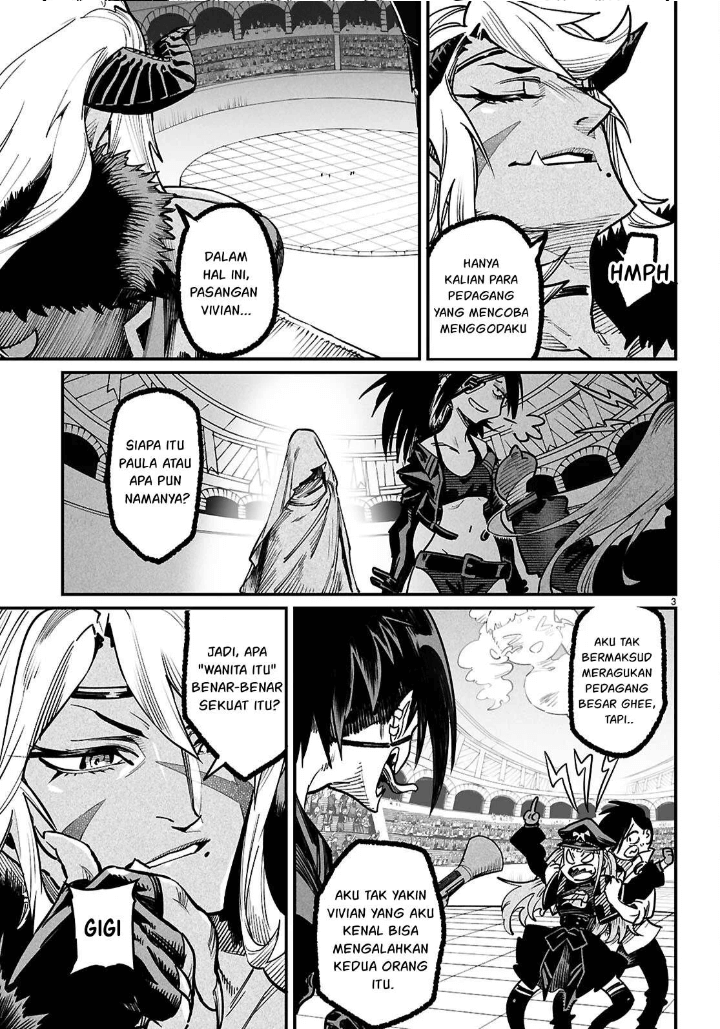 HMPH
HANYA
KALIAN PARA
PEDAGANG
YANG MENCOBA
MENGGODAKU
DALAM
HAL INI,
PASANGAN
VIVIAN...
SIAPA ITU
PAULA ATAU
APA PUN
NAMANYA?
3
AKU TAK
BERMAKSUD
MERAGUKAN
PEDAGANG
BESAR GHEE,
TAPI..
AKU TAK YAKIN
VIVIAN YANG AKU
KENAL BISA
MENGALAHKAN
KEDUA ORANG
ITU.
JADI, APA
"WANITA ITU"
BENAR-BENAR
SEKUAT ITU?
GIGI